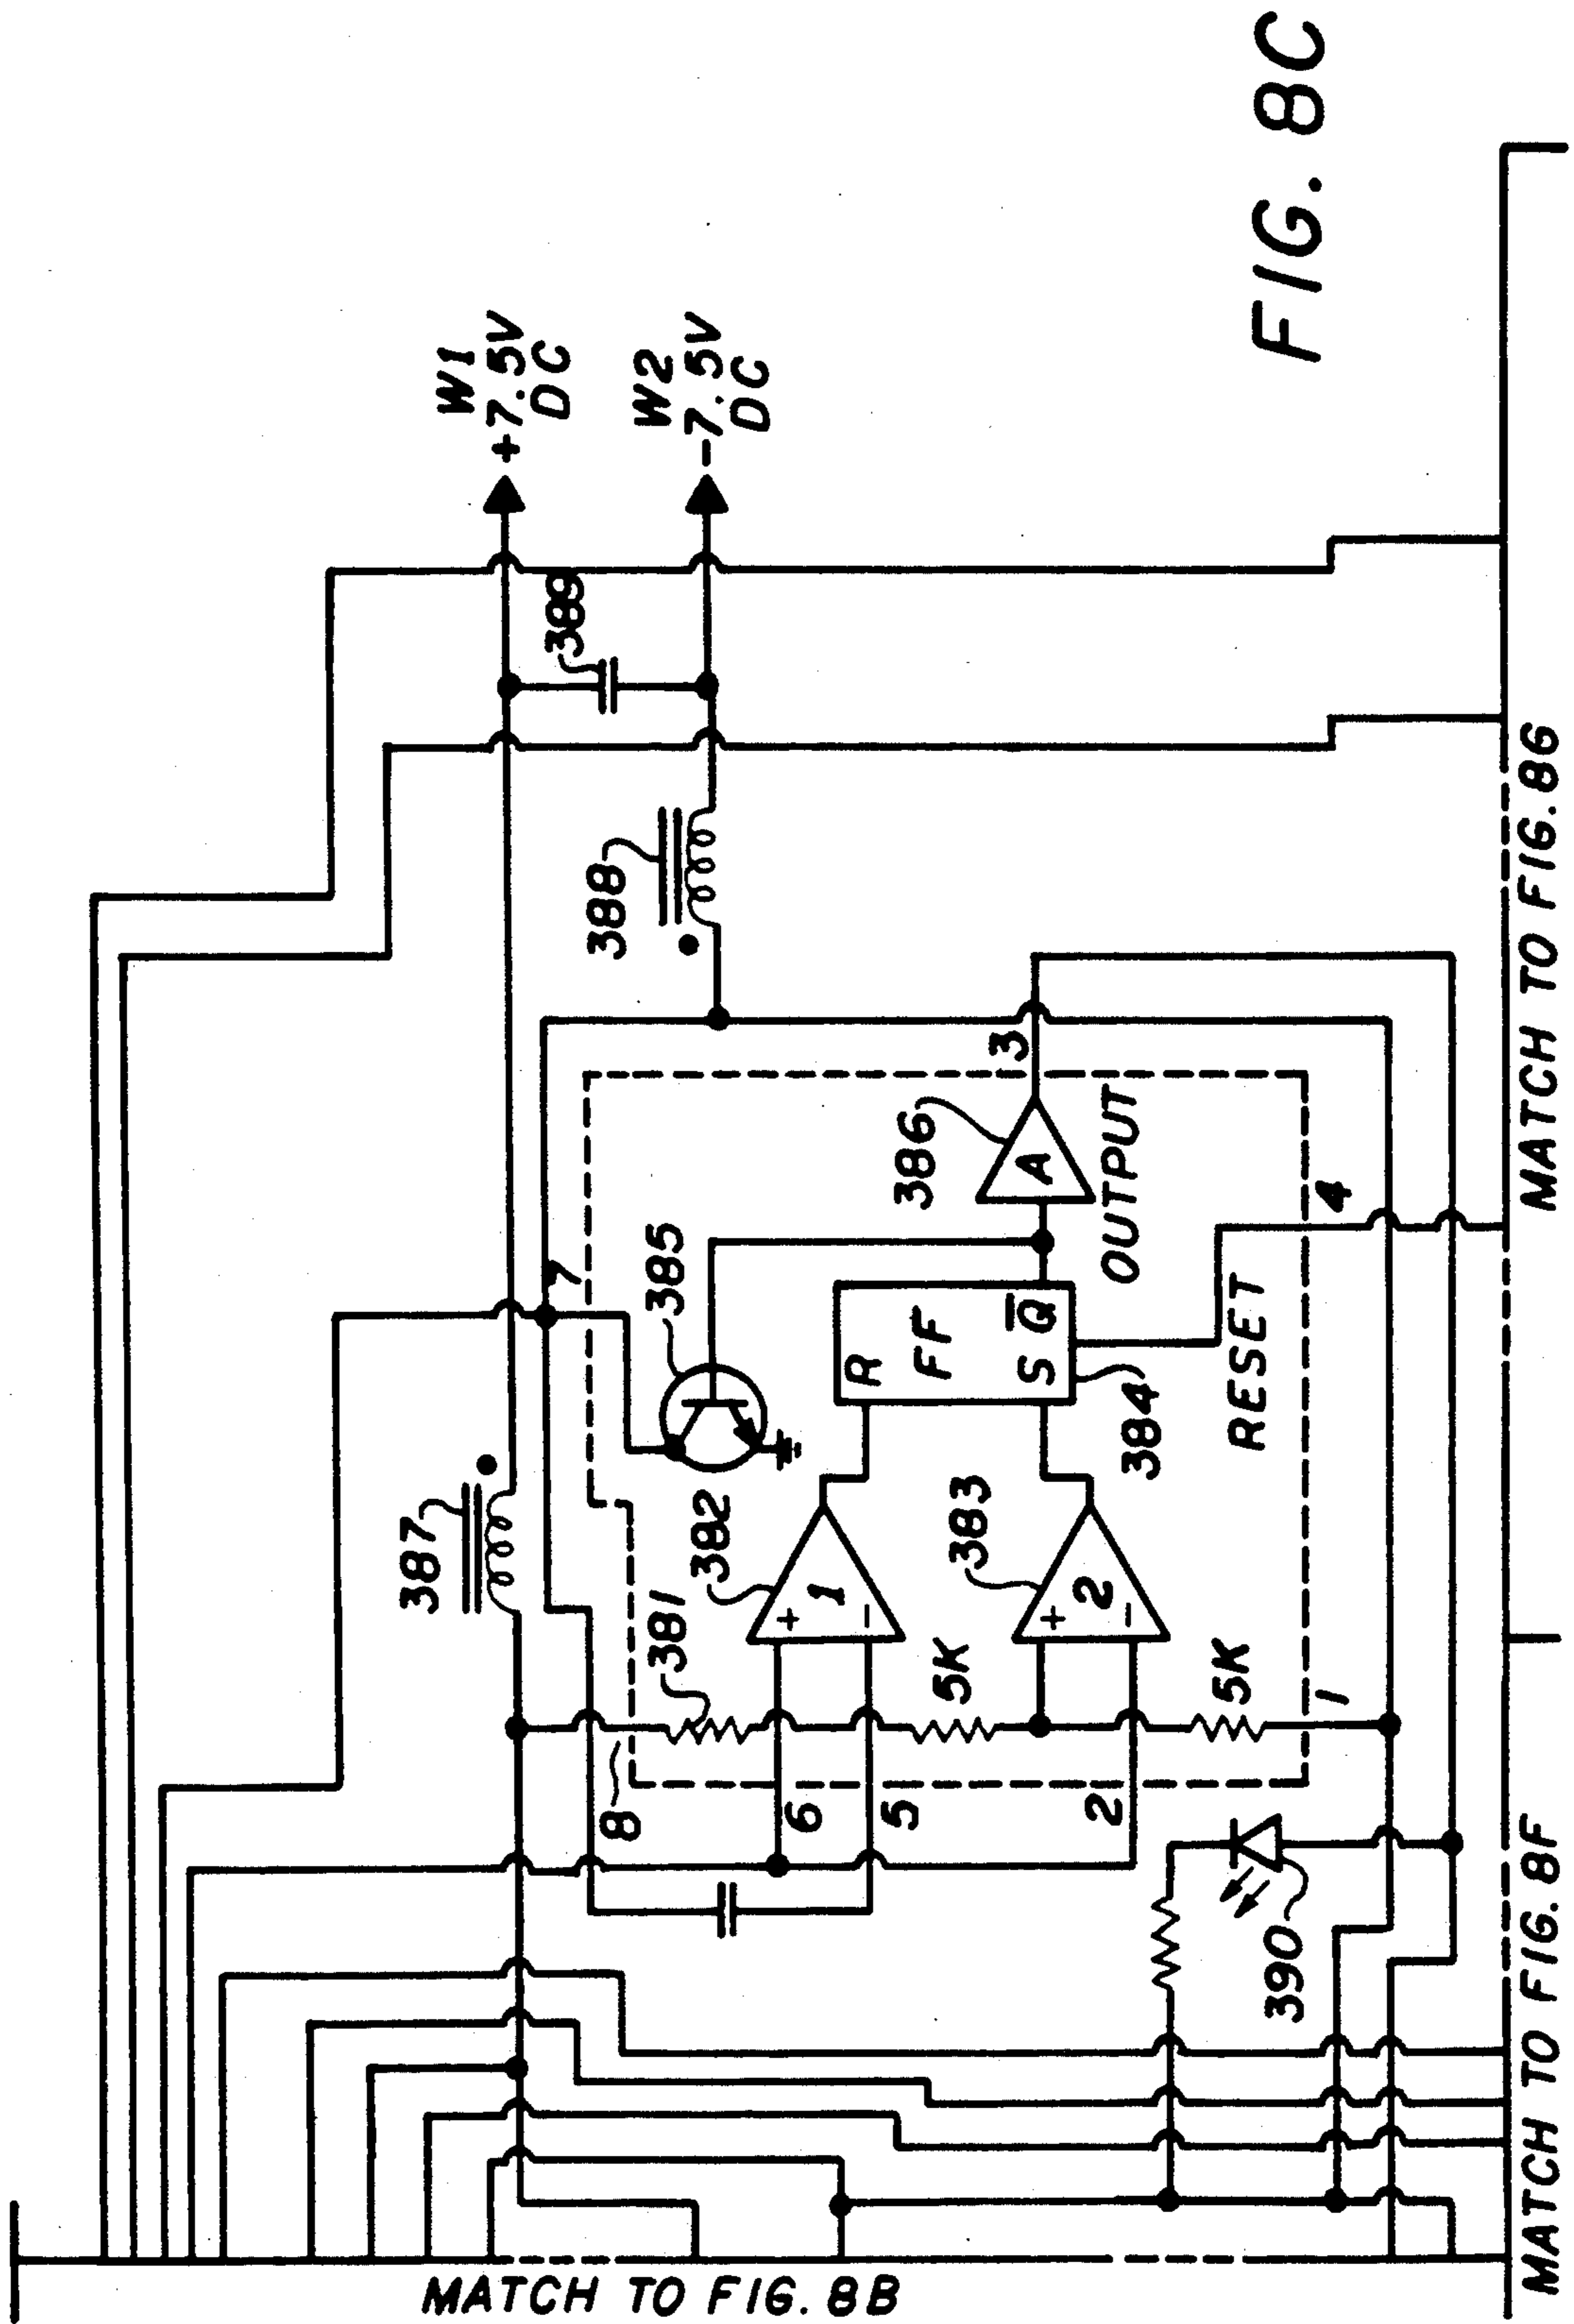 FIG. 8C
W1
+7.5V
DC
W2
-7.5V
DC
389
388
387
7
385
386
3
A
OUTPUT
R
FF
S Q̅
384
RESET
4
382
+
1
-
383
+
2
-
381
5K
5K
8
6
5
2
1
390
MATCH TO FIG. 8B
MATCH TO FIG. 8F
MATCH TO FIG. 8G